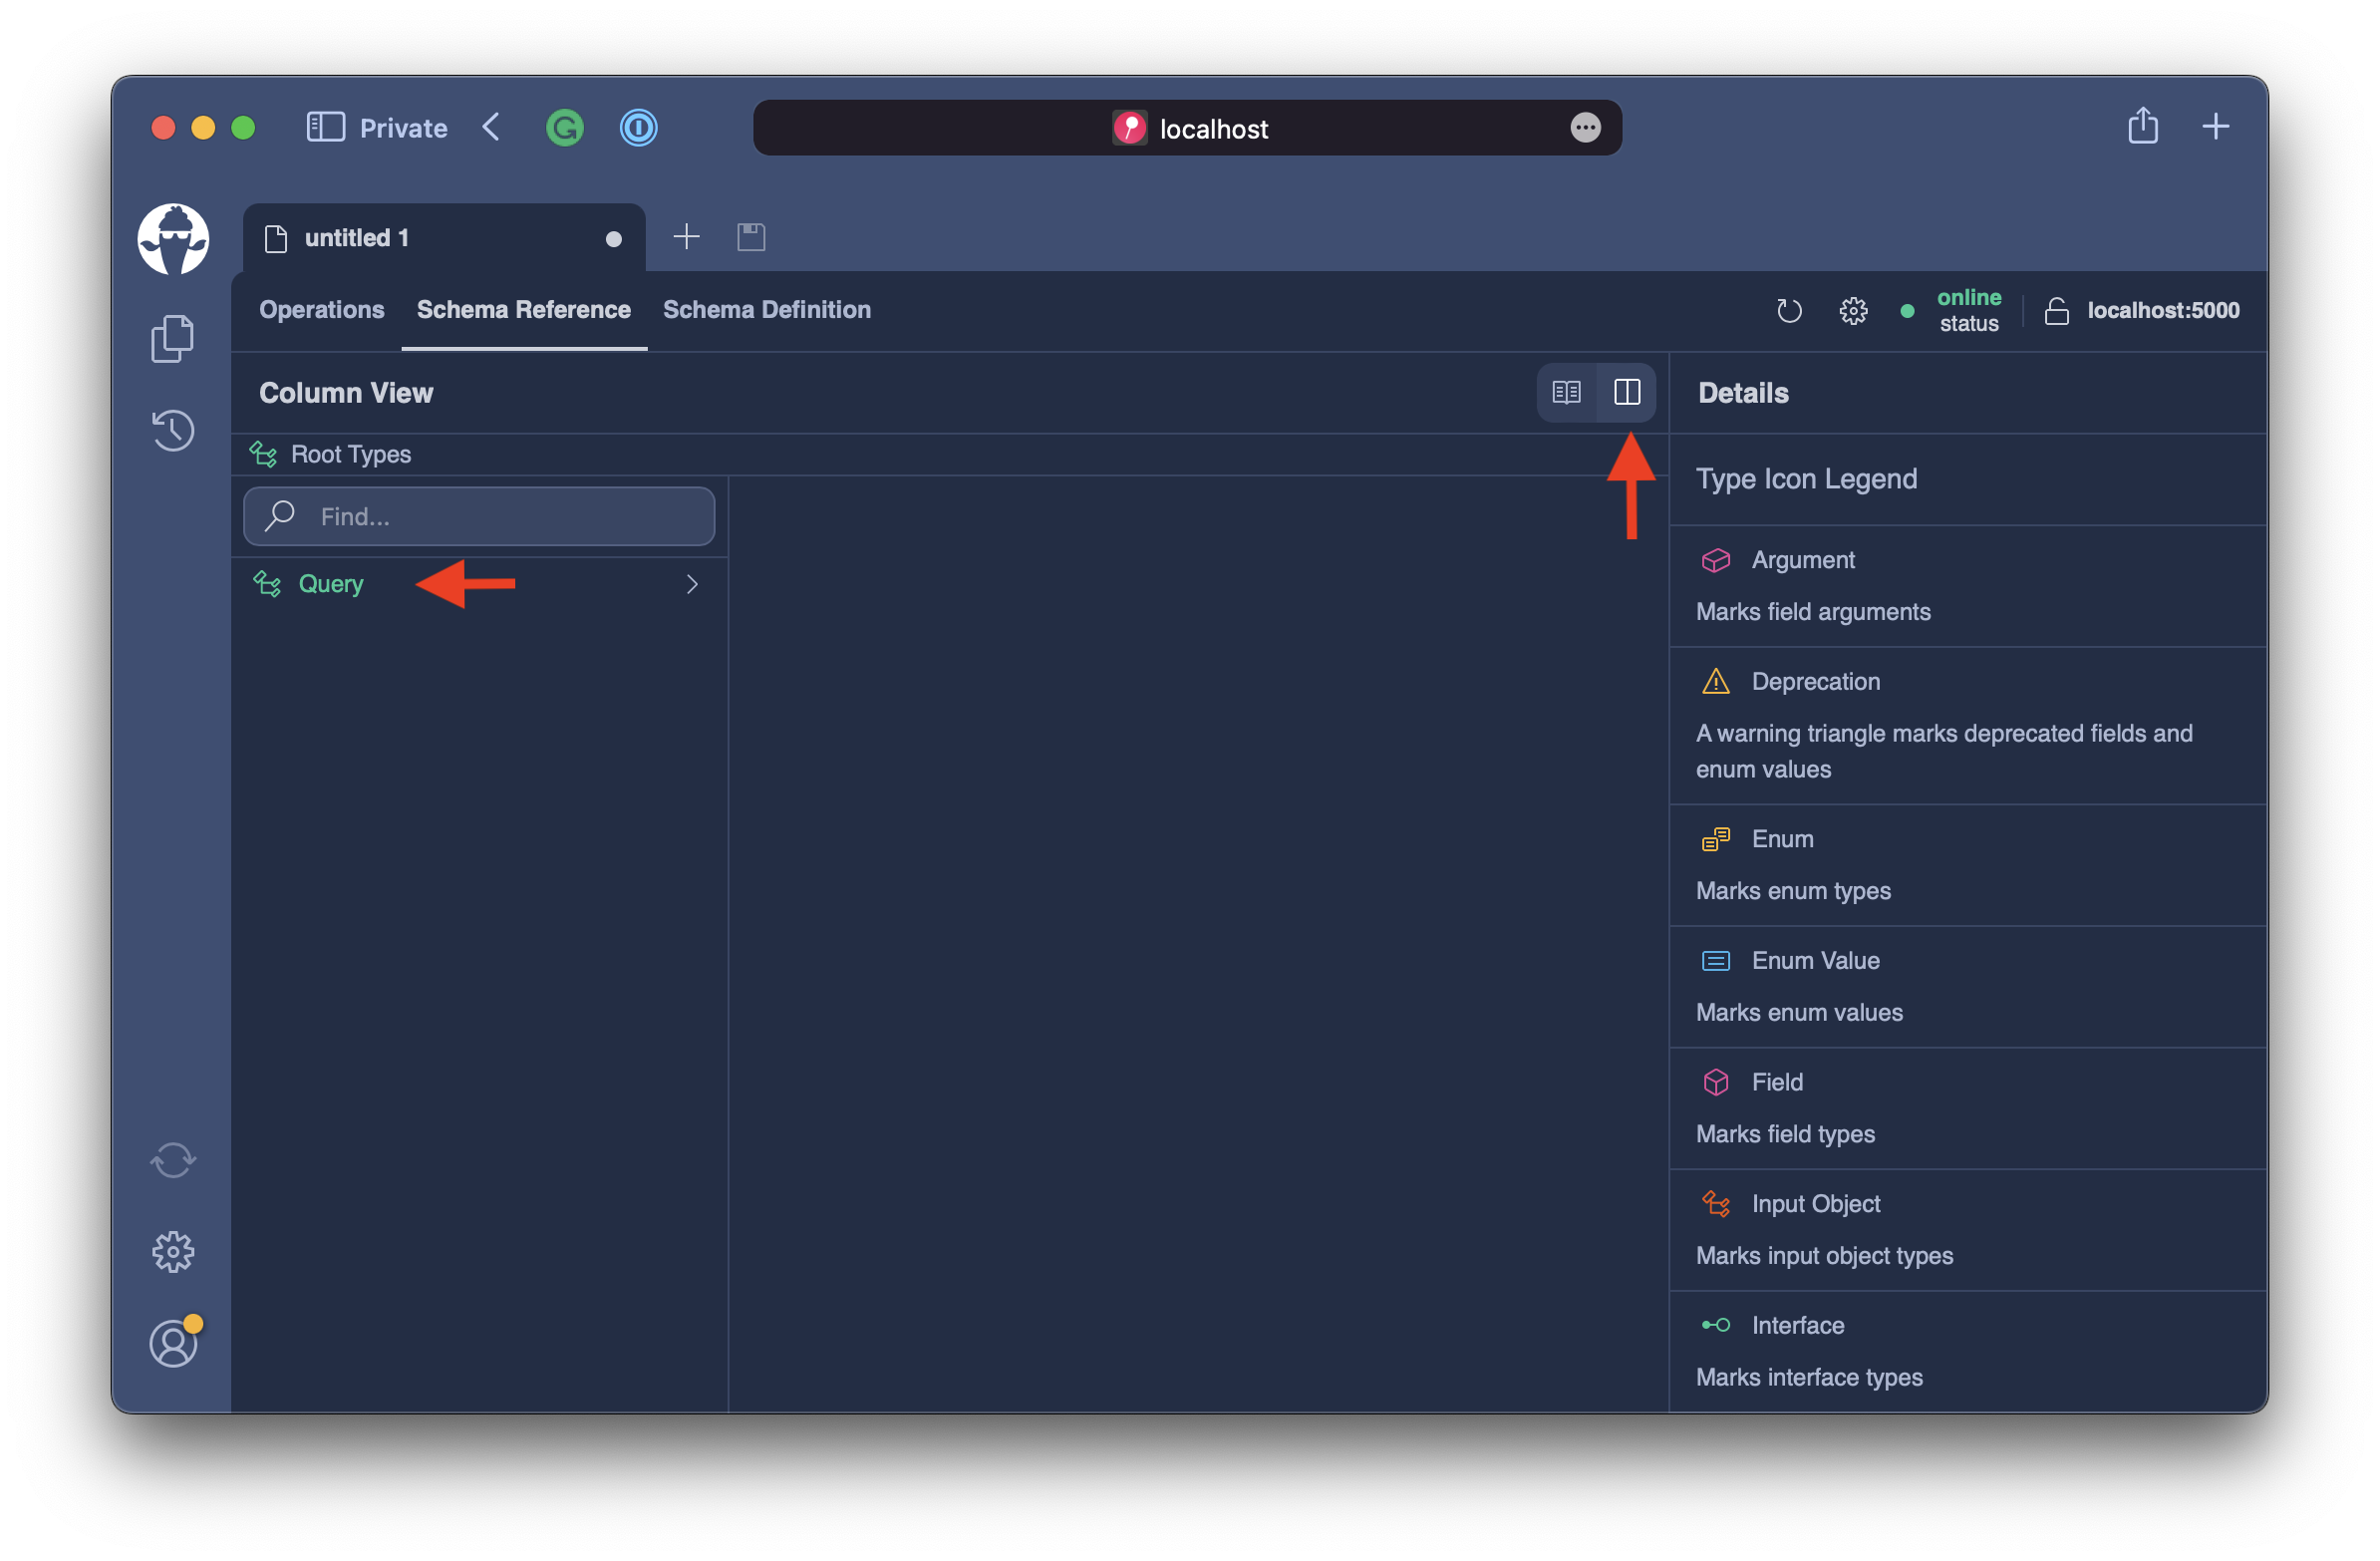 Private
localhost
untitled 1
Operations
Schema Reference
Schema Definition
online
status
localhost:5000
Column View
Details
Root Types
Find...
Query
Type Icon Legend
Argument
Marks field arguments
Deprecation
A warning triangle marks deprecated fields and
enum values
Enum
Marks enum types
Enum Value
Marks enum values
Field
Marks field types
Input Object
Marks input object types
Interface
Marks interface types